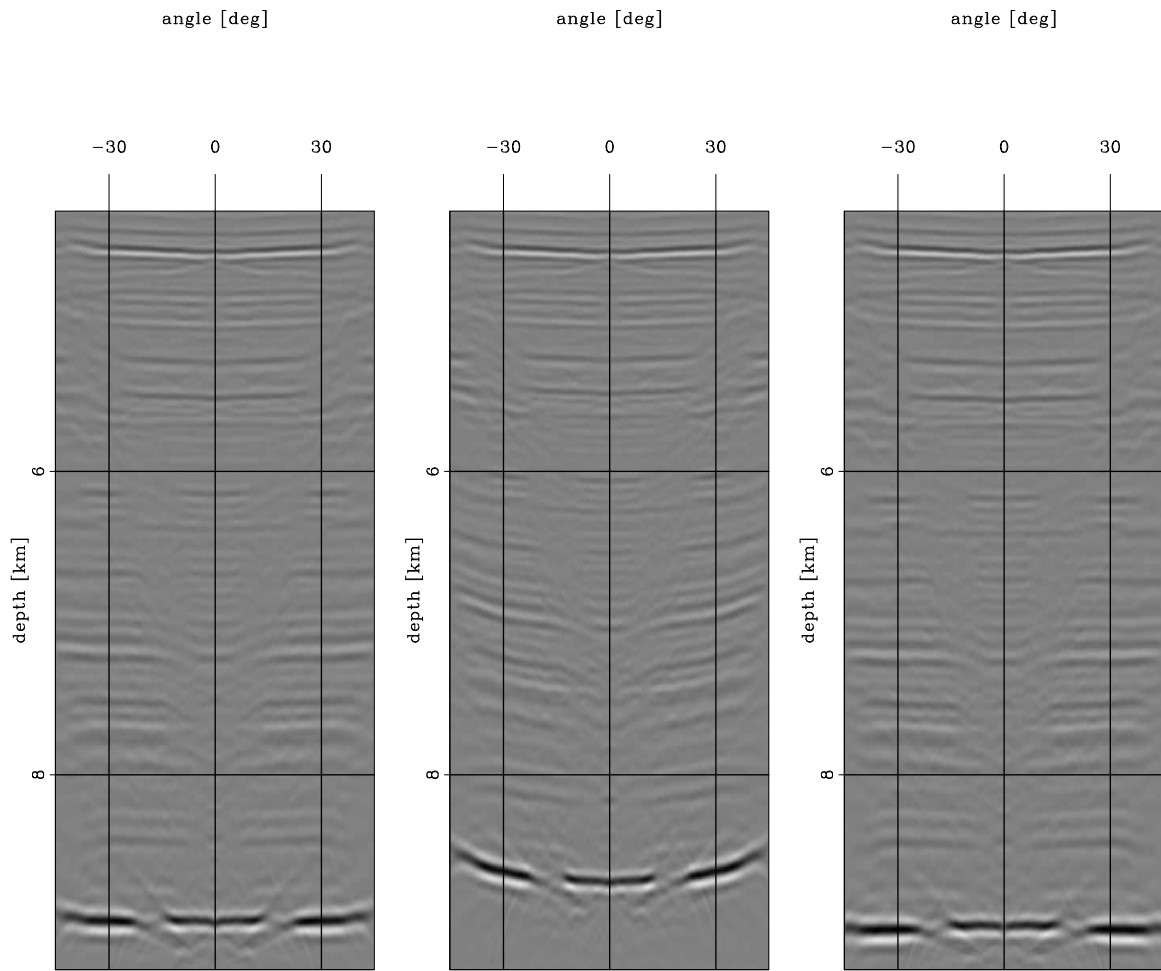 angle [deg] angle [deg] angle [deg]
−30 0 30 −30 0 30 −30 0 30
6 6 6
depth [km] depth [km] depth [km]
8 8 8